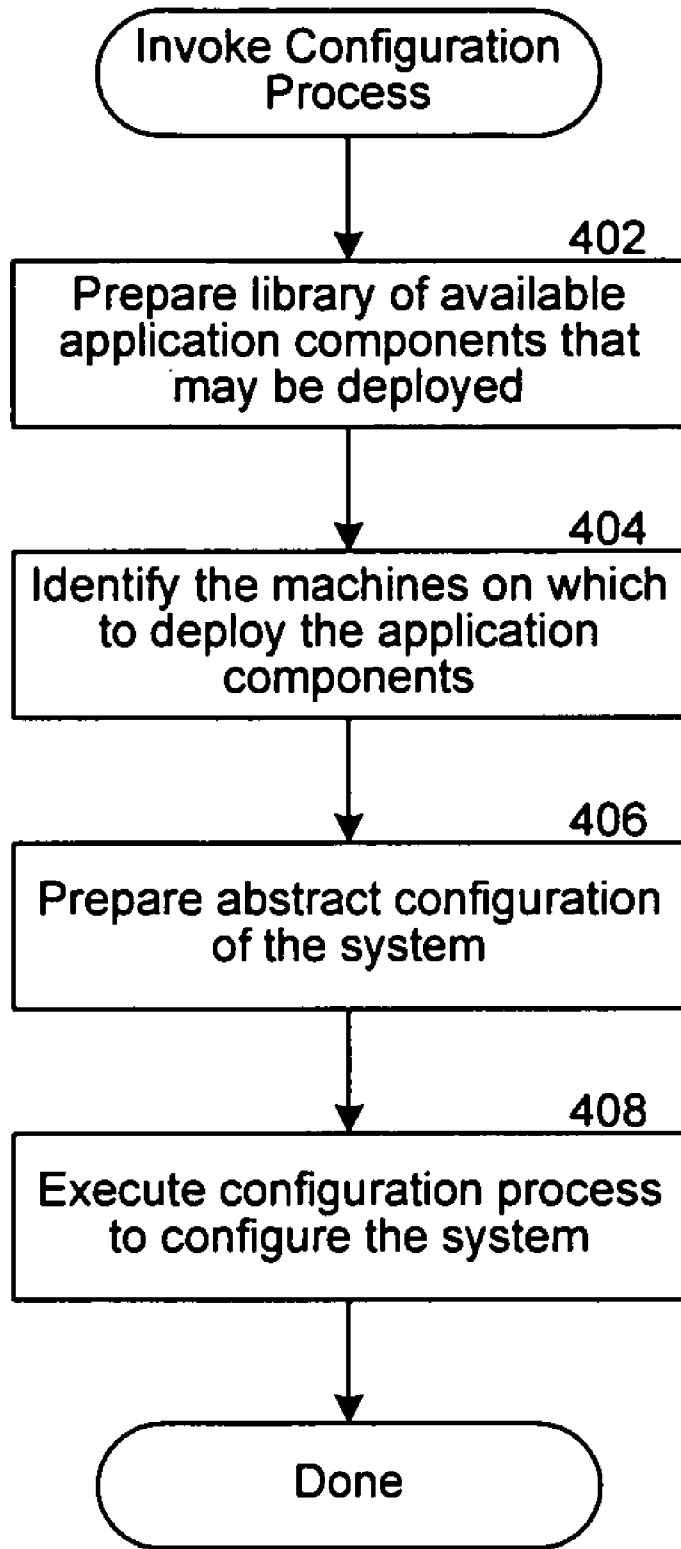 Invoke Configuration
Process
402
Prepare library of available
application components that
may be deployed
404
Identify the machines on which
to deploy the application
components
406
Prepare abstract configuration
of the system
408
Execute configuration process
to configure the system
Done